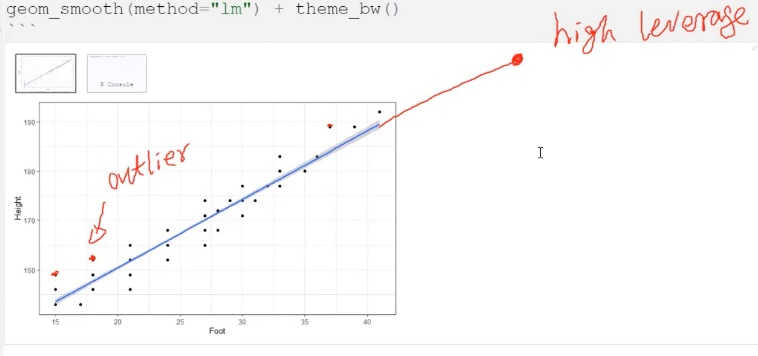 geom_smooth(method="lm") + theme_bw()
```
high leverage
R Console
outlier
190
180
170
160
Height
15 20 25 30 35 40
Foot